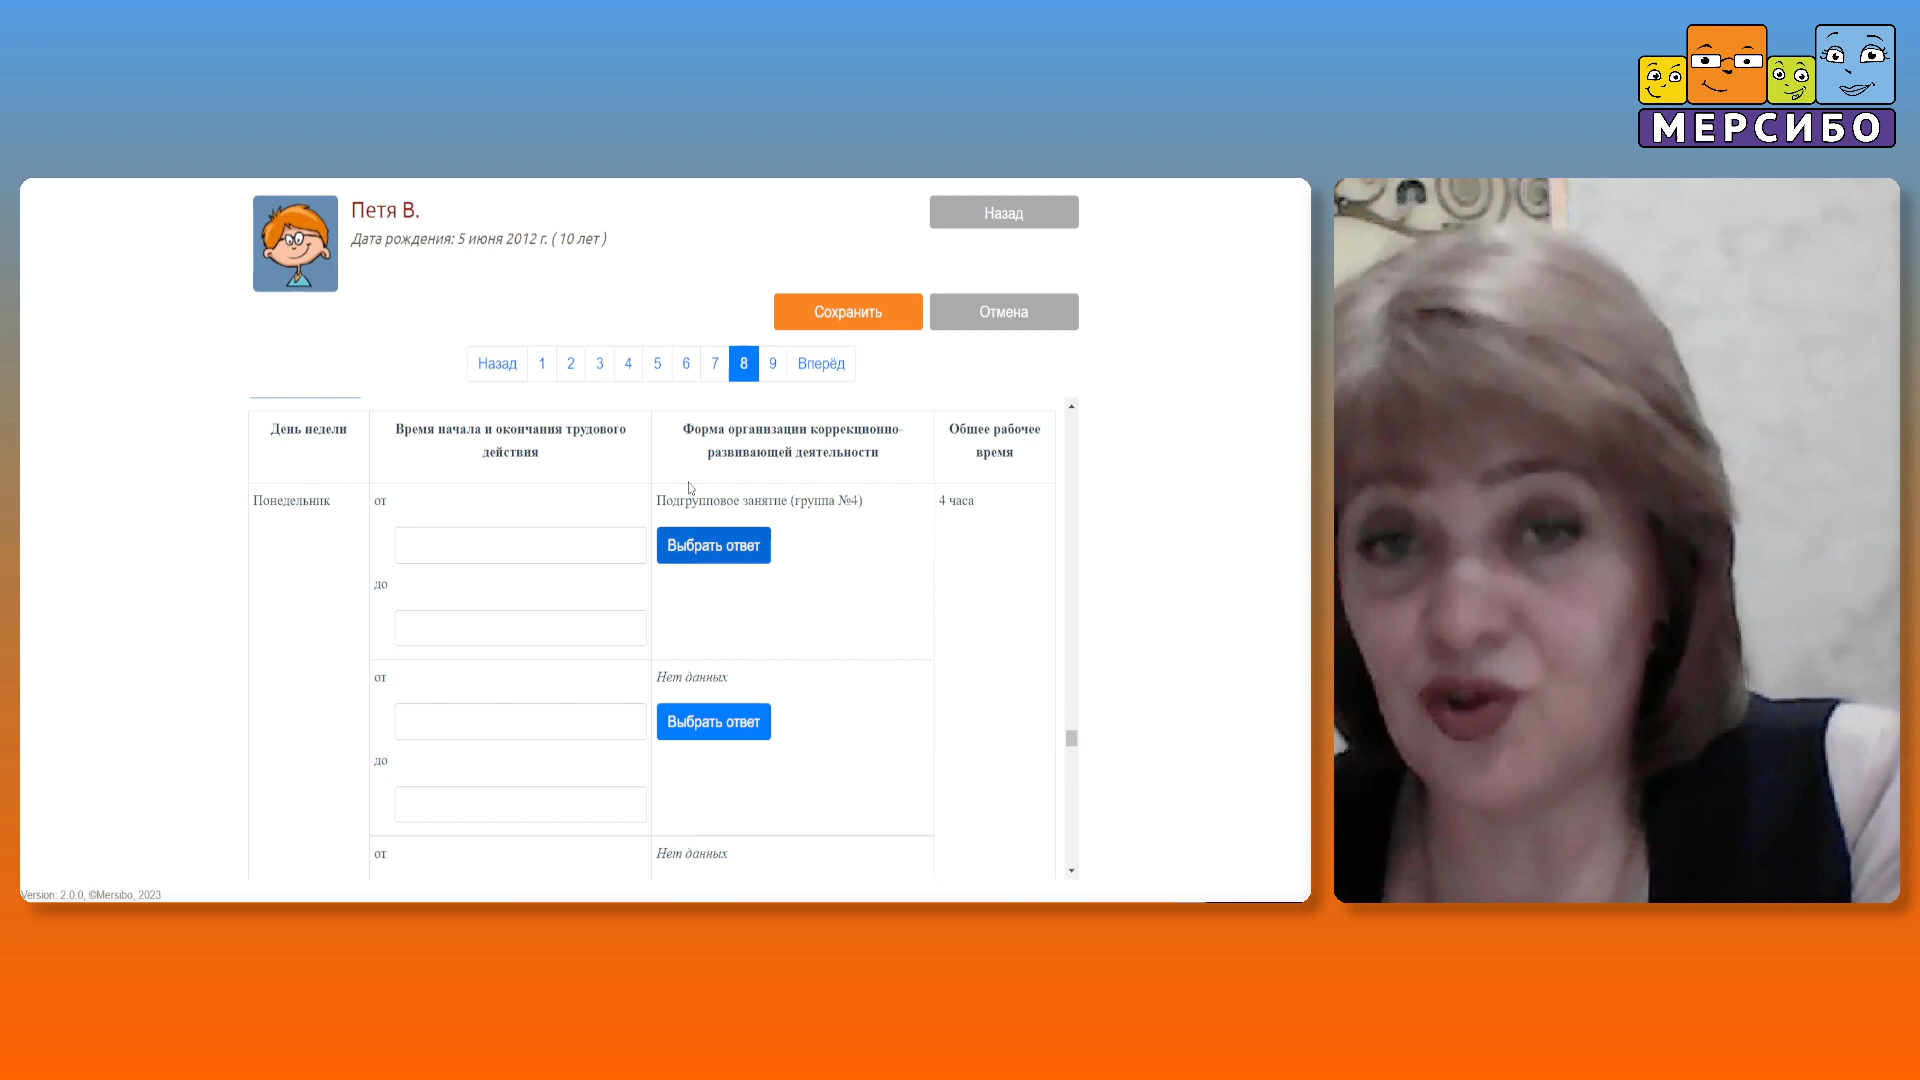 МЕРСИБО
Петя В.
Дата рождения: 5 июня 2012 г. ( 10 лет )
Назад
Сохранить
Отмена
Назад 1 2 3 4 5 6 7 8 9 Вперёд
День недели
Время начала и окончания трудового
действия
Форма организации коррекционно-
развивающей деятельности
Общее рабочее
время
Понедельник
от
Подгрупповое занятие (группа №4)
4 часа
Выбрать ответ
до
от
Нет данных
Выбрать ответ
до
от
Нет данных
Version: 2.0.0, ©Mersibo, 2023